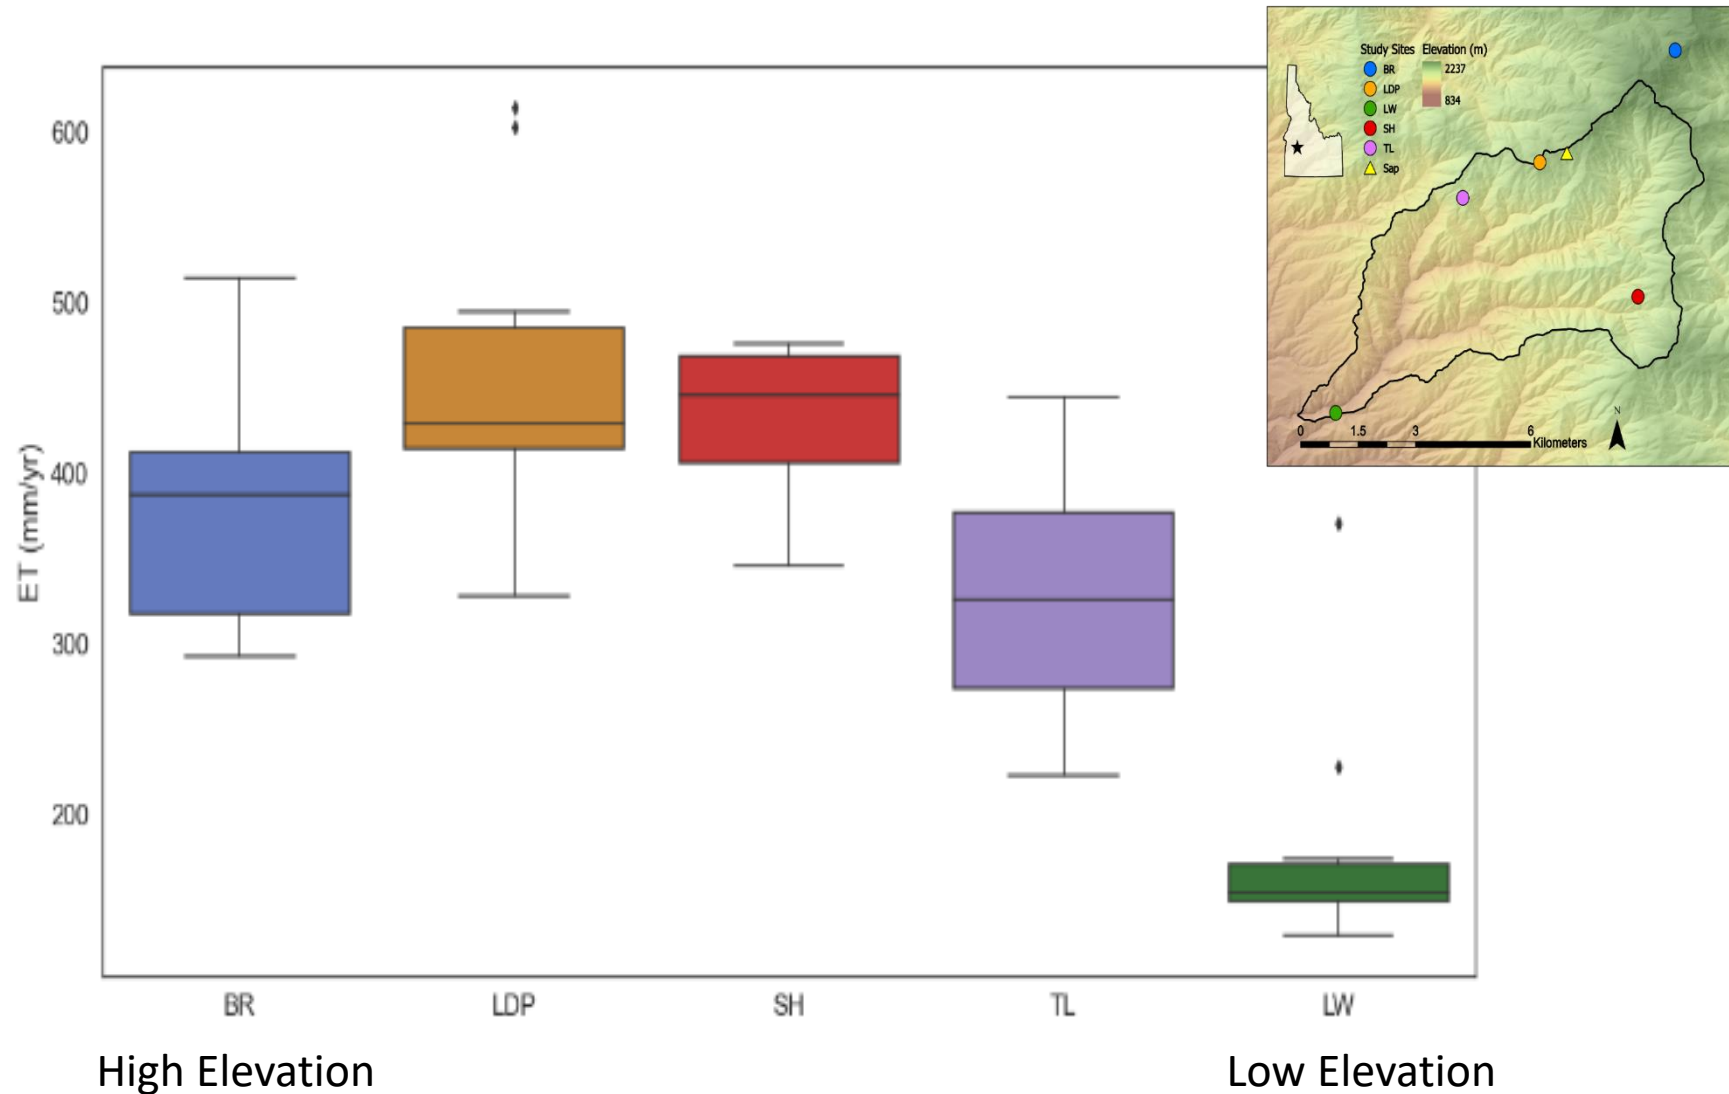 Study Sites Elevation (m)
BR 2237
LDP
LW 834
SH
TL
Sap
N
0 1.5 3 6
Kilometers
600
500
400
300
200
ET (mm/yr)
BR LDP SH TL LW
High Elevation Low Elevation